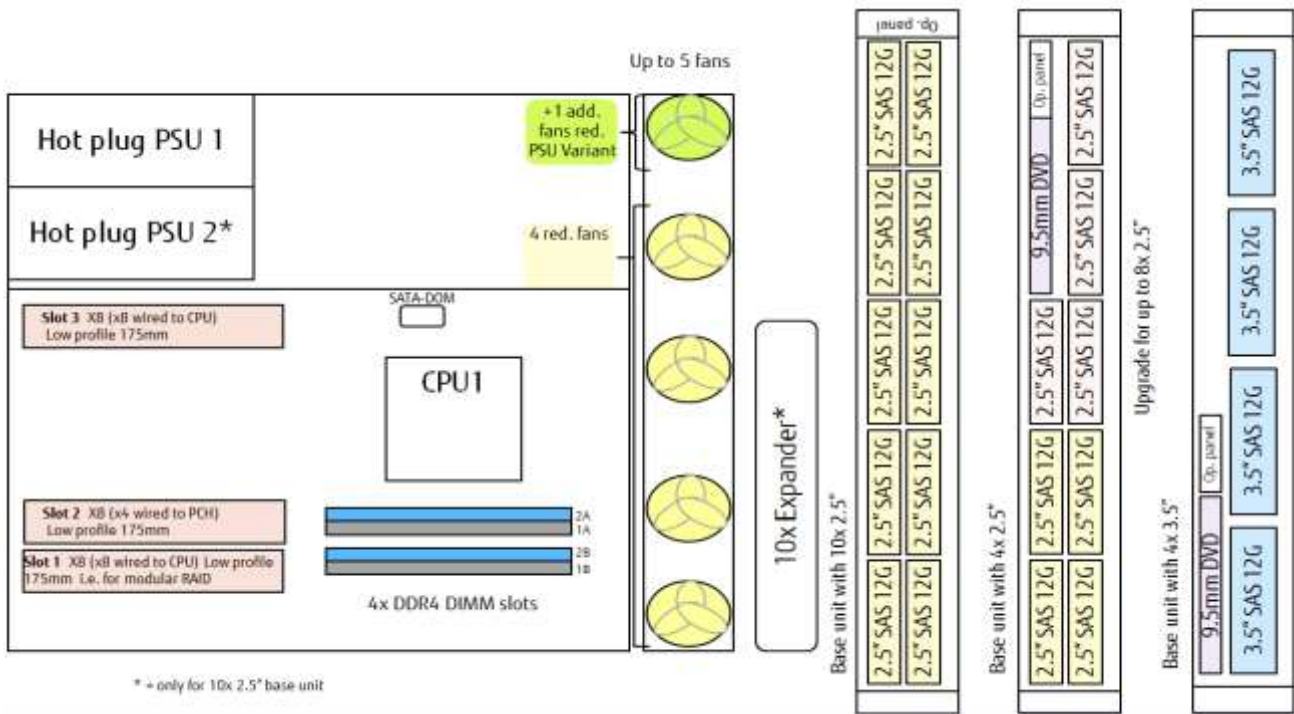 Up to 5 fans
Hot plug PSU 1
Hot plug PSU 2*
+1 add.
fans red.
PSU Variant
4 red. fans
SATA-DOM
Slot 3 X8 (x8 wired to CPU)
Low profile 175mm
CPU1
Slot 2 X8 (x4 wired to PCH)
Low profile 175mm
Slot 1 X8 (x8 wired to CPU) Low profile
175mm i.e. for modular RAID
2A
1A
2B
1B
4x DDR4 DIMM slots
* = only for 10x 2.5" base unit
10x Expander*
Base unit with 10x 2.5"
Op. panel
2.5" SAS 12G
2.5" SAS 12G
2.5" SAS 12G
2.5" SAS 12G
2.5" SAS 12G
2.5" SAS 12G
2.5" SAS 12G
2.5" SAS 12G
2.5" SAS 12G
2.5" SAS 12G
Base unit with 4x 2.5"
Op. panel
9.5mm DVD
2.5" SAS 12G
2.5" SAS 12G
2.5" SAS 12G
2.5" SAS 12G
2.5" SAS 12G
2.5" SAS 12G
2.5" SAS 12G
2.5" SAS 12G
Upgrade for up to 8x 2.5"
Base unit with 4x 3.5"
Op. panel
9.5mm DVD
3.5" SAS 12G
3.5" SAS 12G
3.5" SAS 12G
3.5" SAS 12G